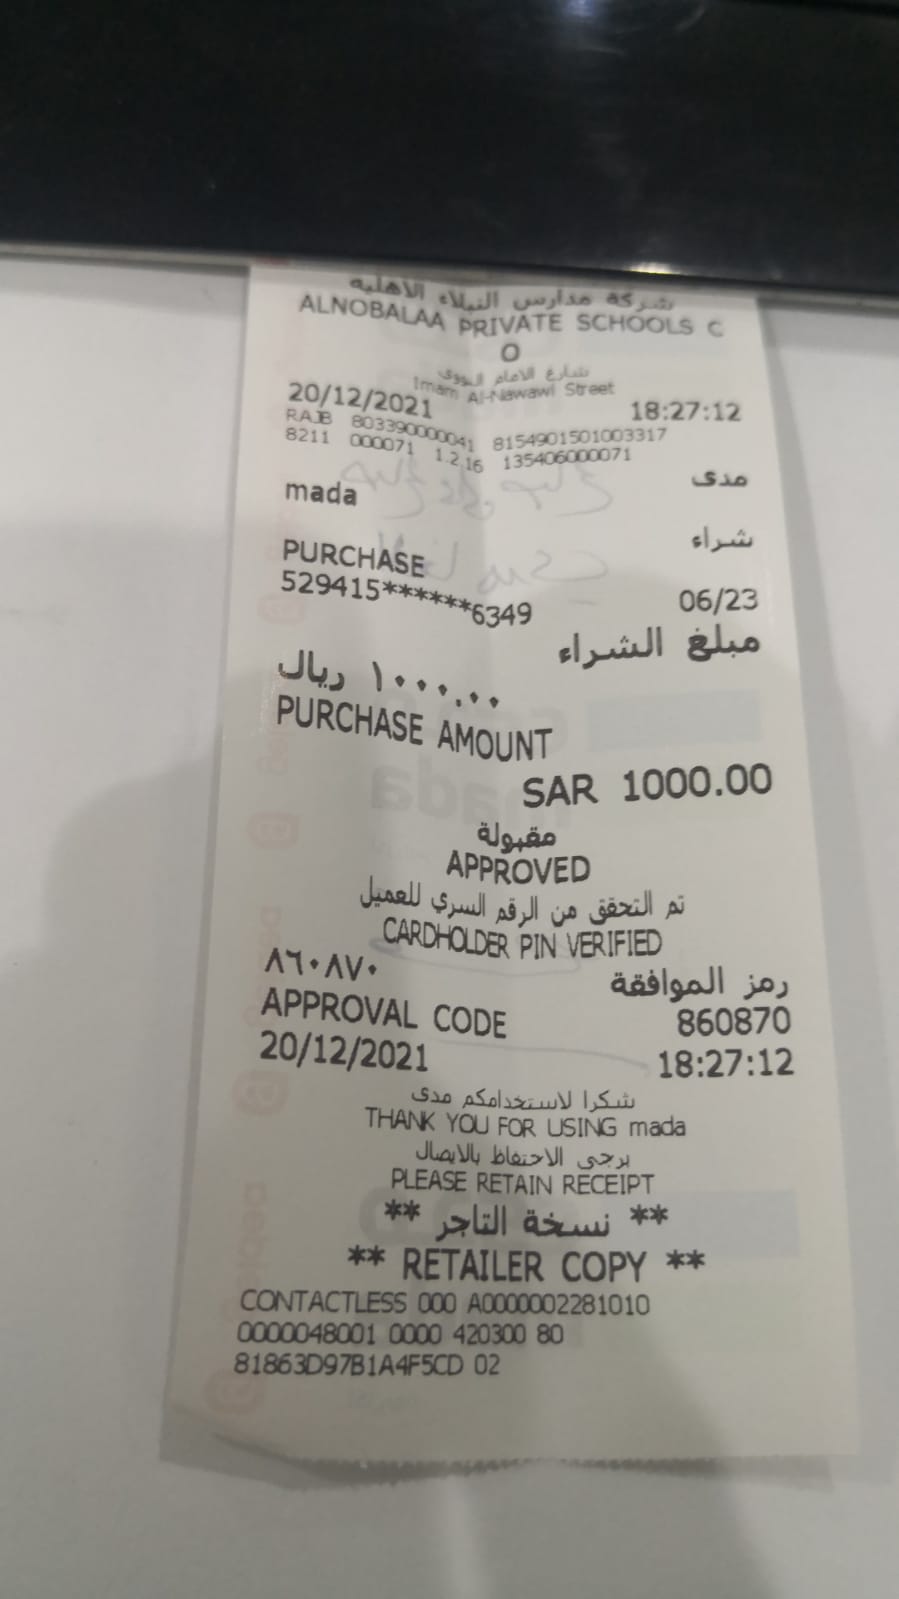 شركة مدارس النبلاء الاهلية
ALNOBALAA PRIVATE SCHOOLS C
O
شارع الامام النووى
Imam Al-Nawawi Street
20/12/2021 18:27:12
RAJB 803390000041 8154901501003317
8211 000071 1.2.16 135406000071
مدى
mada
شراء
PURCHASE
529415******6349 06/23
مبلغ الشراء
١٠٠٠.٠٠ ريال
PURCHASE AMOUNT
SAR 1000.00
مقبولة
APPROVED
تم التحقق من الرقم السري للعميل
CARDHOLDER PIN VERIFIED
رمز الموافقة ٨٦٠٨٧٠
APPROVAL CODE 860870
20/12/2021 18:27:12
شكرا لاستخدامكم مدى
THANK YOU FOR USING mada
يرجى الاحتفاظ بالايصال
PLEASE RETAIN RECEIPT
** نسخة التاجر **
** RETAILER COPY **
CONTACTLESS 000 A0000002281010
0000048001 0000 420300 80
81863D97B1A4F5CD 02